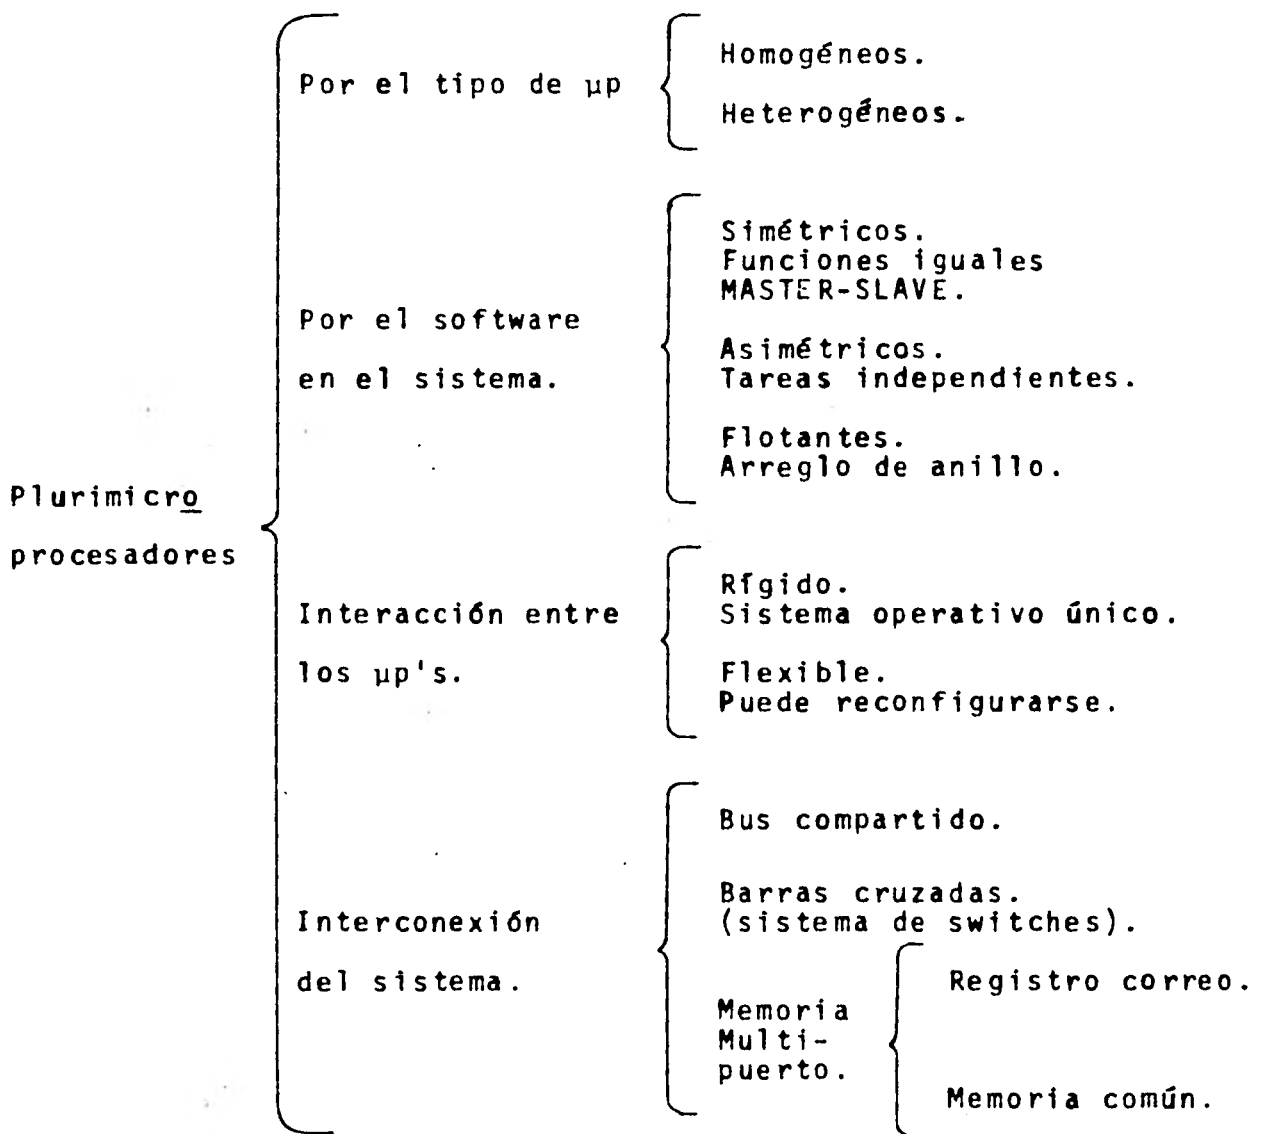 Plurimicro
procesadores
Por el tipo de µp
Homogéneos.
Heterogéneos.
Por el software
en el sistema.
Simétricos.
Funciones iguales
MASTER-SLAVE.
Asimétricos.
Tareas independientes.
Flotantes.
Arreglo de anillo.
Interacción entre
los µp's.
Rígido.
Sistema operativo único.
Flexible.
Puede reconfigurarse.
Interconexión
del sistema.
Bus compartido.
Barras cruzadas.
(sistema de switches).
Memoria
Multi-
puerto.
Registro correo.
Memoria común.